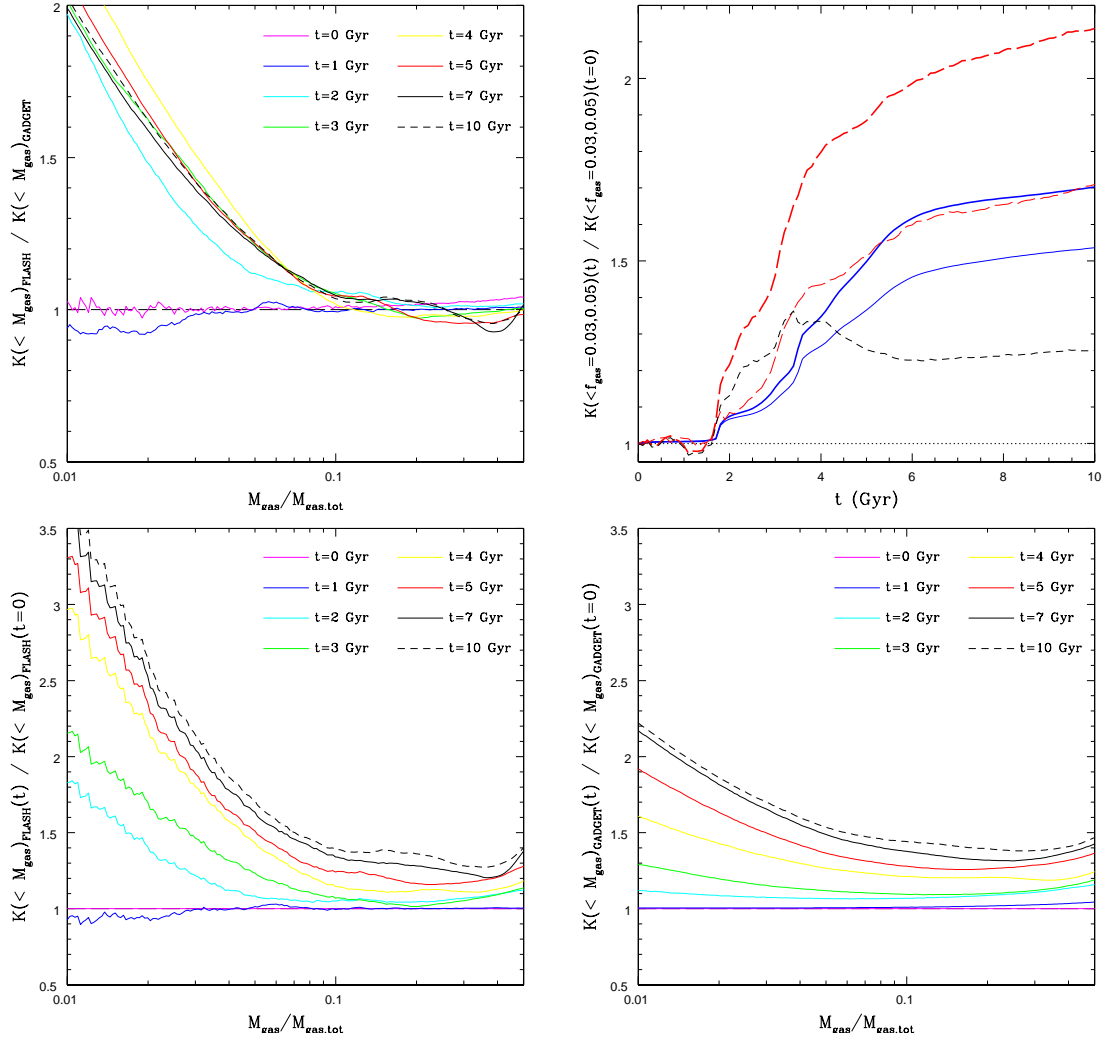 K(< M_gas)_FLASH / K(< M_gas)_GADGET
2
1.5
1
0.5
t=0 Gyr
t=4 Gyr
t=1 Gyr
t=5 Gyr
t=2 Gyr
t=7 Gyr
t=3 Gyr
t=10 Gyr
0.01
0.1
M_gas/M_gas,tot
K(<f_gas=0.03,0.05)(t) / K(<f_gas=0.03,0.05)(t=0)
2
1.5
1
0
2
4
6
8
10
t (Gyr)
K(< M_gas)_FLASH(t) / K(< M_gas)_FLASH(t=0)
3.5
3
2.5
2
1.5
1
0.5
t=0 Gyr
t=4 Gyr
t=1 Gyr
t=5 Gyr
t=2 Gyr
t=7 Gyr
t=3 Gyr
t=10 Gyr
0.01
0.1
M_gas/M_gas,tot
K(< M_gas)_GADGET(t) / K(< M_gas)_GADGET(t=0)
3.5
3
2.5
2
1.5
1
0.5
t=0 Gyr
t=4 Gyr
t=1 Gyr
t=5 Gyr
t=2 Gyr
t=7 Gyr
t=3 Gyr
t=10 Gyr
0.01
0.1
M_gas/M_gas,tot